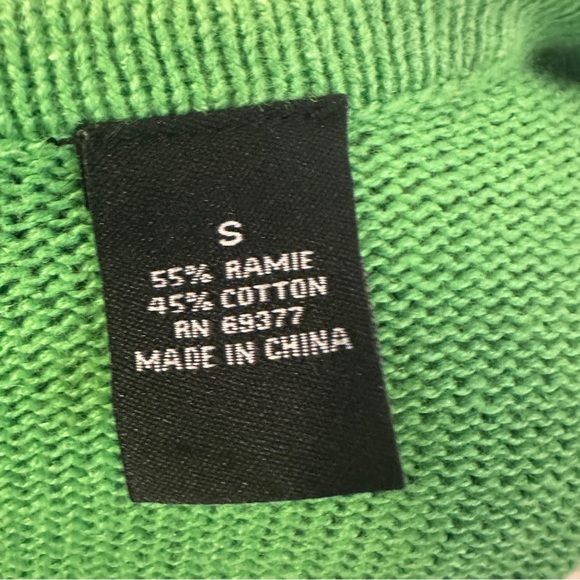 S
55% RAMIE
45% COTTON
RN 69377
MADE IN CHINA